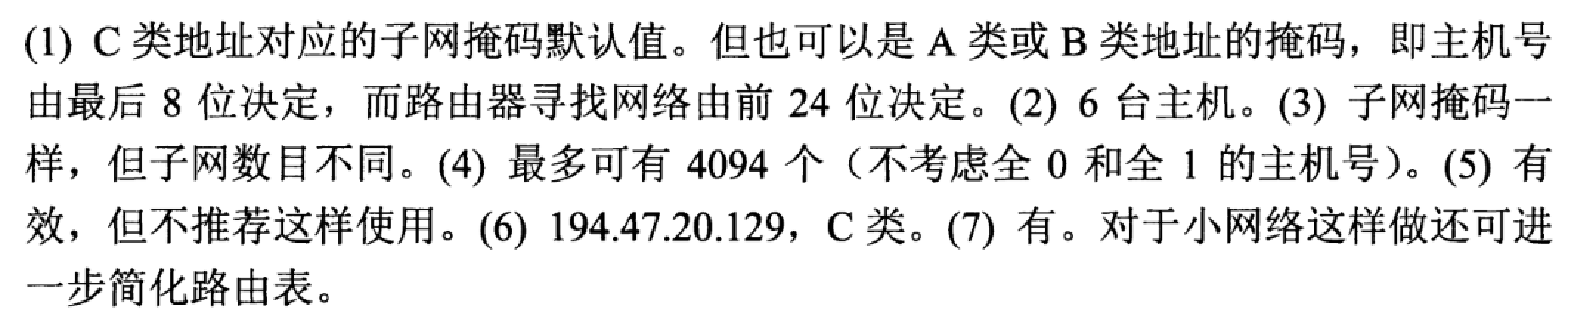 (1) C 类地址对应的子网掩码默认值。但也可以是 A 类或 B 类地址的掩码，即主机号
由最后 8 位决定，而路由器寻找网络由前 24 位决定。(2) 6 台主机。(3) 子网掩码一
样，但子网数目不同。(4) 最多可有 4094 个（不考虑全 0 和全 1 的主机号）。(5) 有
效，但不推荐这样使用。(6) 194.47.20.129，C 类。(7) 有。对于小网络这样做还可进
一步简化路由表。